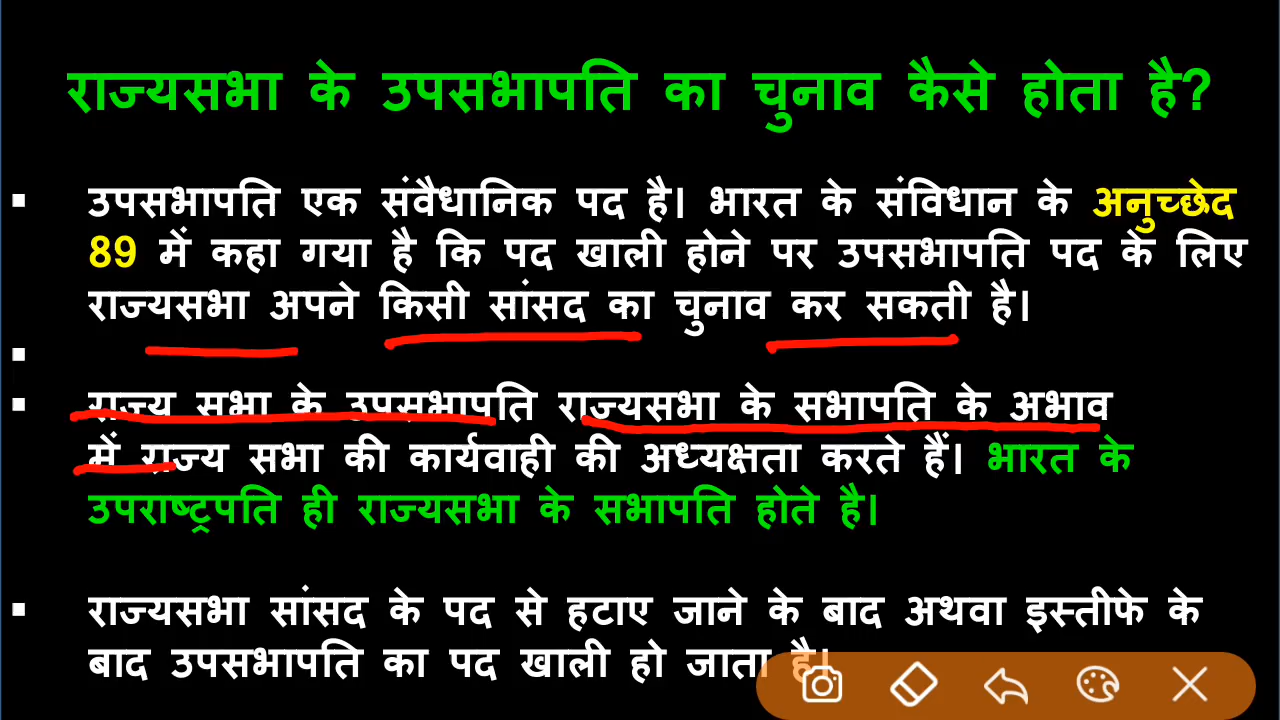 राज्यसभा के उपसभापति का चुनाव कैसे होता है?
▪ उपसभापति एक संवैधानिक पद है। भारत के संविधान के अनुच्छेद
89 में कहा गया है कि पद खाली होने पर उपसभापति पद के लिए
राज्यसभा अपने किसी सांसद का चुनाव कर सकती है।
▪
▪ राज्य सभा के उपसभापति राज्यसभा के सभापति के अभाव
में राज्य सभा की कार्यवाही की अध्यक्षता करते हैं। भारत के
उपराष्ट्रपति ही राज्यसभा के सभापति होते है।
▪ राज्यसभा सांसद के पद से हटाए जाने के बाद अथवा इस्तीफे के
बाद उपसभापति का पद खाली हो जाता है।